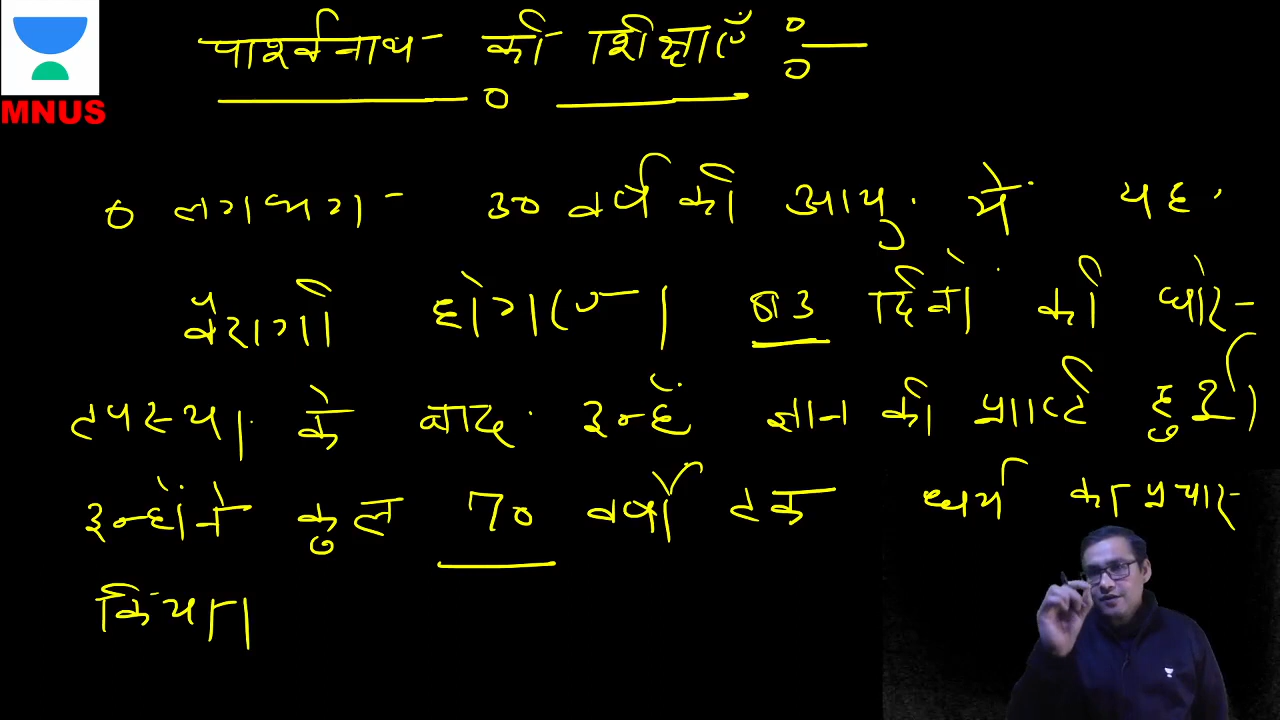 MNUS
पार्श्वनाथ की शिक्षाएँ :-
० लगभग 30 वर्ष की आयु में यह
वैरागी होगए। 83 दिनों की घोर
तपस्या के बाद इन्हें ज्ञान की प्राप्ति हुई।
इन्होंने कुल 70 वर्षों तक धर्म का प्रचार
किया।